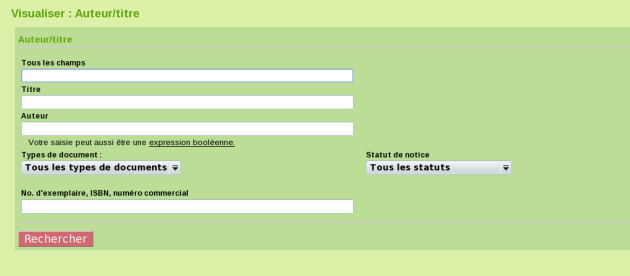 Visualiser : Auteur/titre
Auteur/titre
Tous les champs
Titre
Auteur
Votre saisie peut aussi être une expression booléenne.
Types de document : Statut de notice
Tous les types de documents Tous les statuts
No. d'exemplaire, ISBN, numéro commercial
Rechercher